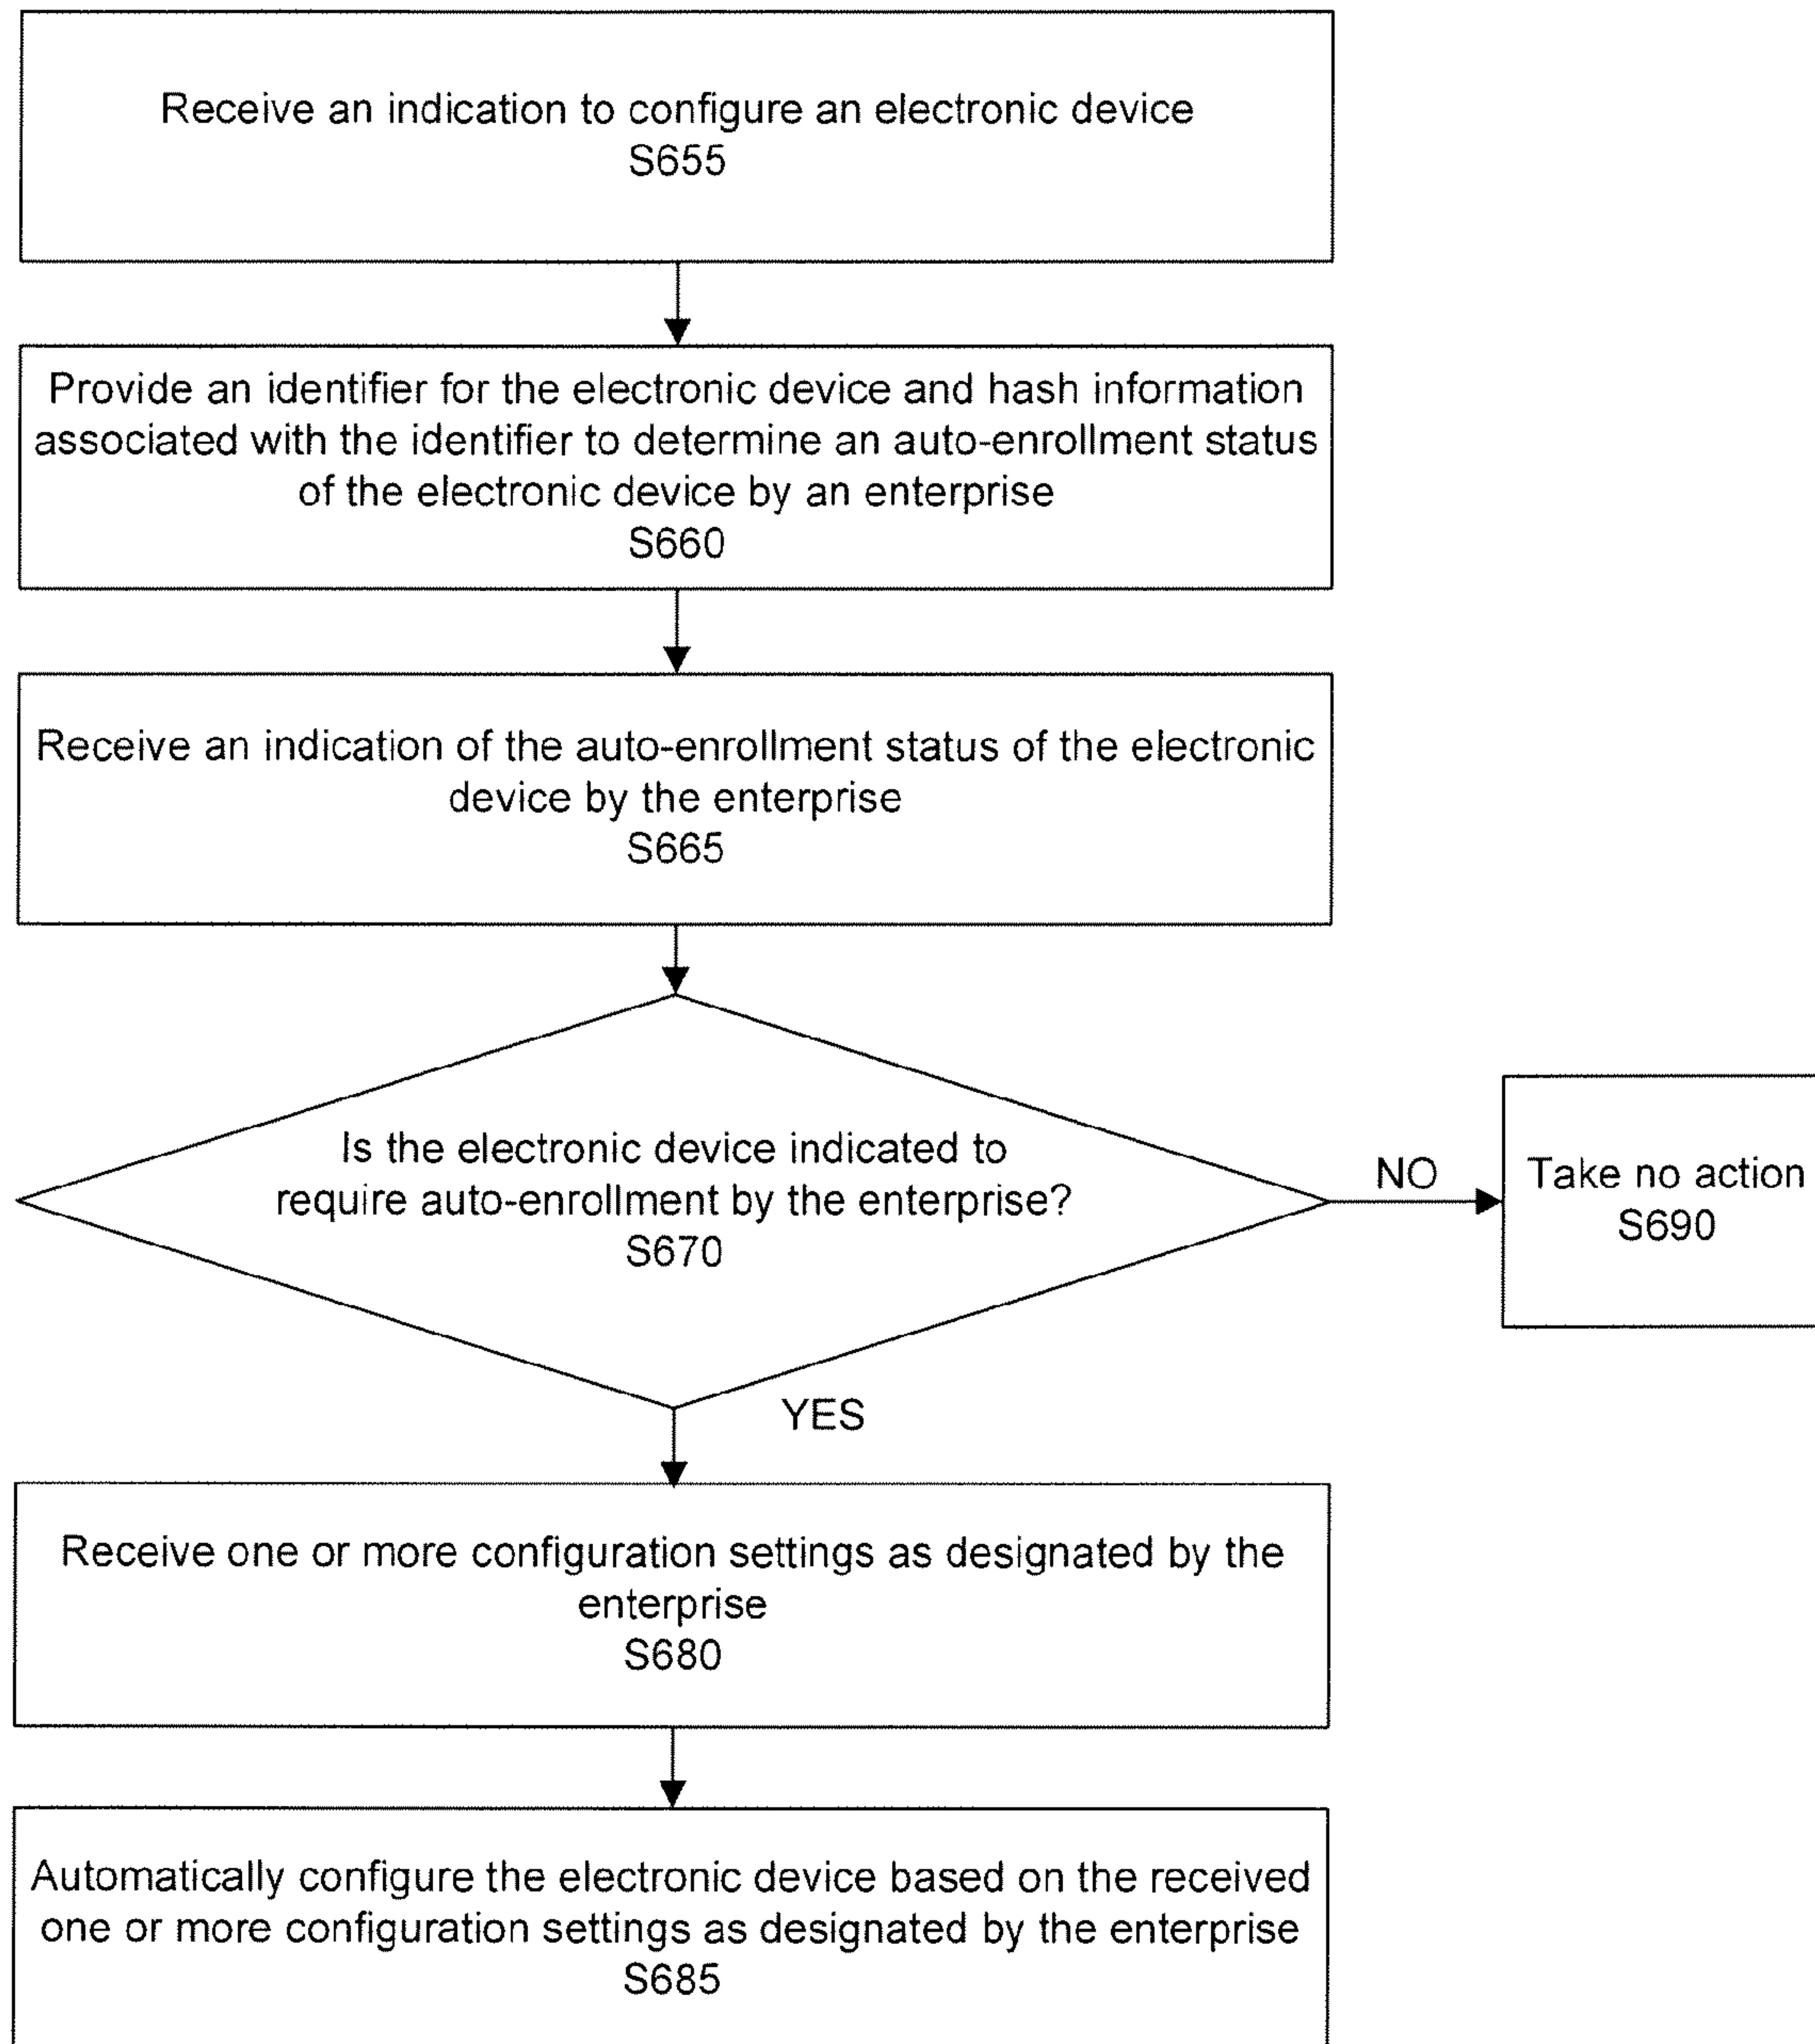 Receive an indication to configure an electronic device
S655
Provide an identifier for the electronic device and hash information
associated with the identifier to determine an auto-enrollment status
of the electronic device by an enterprise
S660
Receive an indication of the auto-enrollment status of the electronic
device by the enterprise
S665
Is the electronic device indicated to
require auto-enrollment by the enterprise?
S670
NO
Take no action
S690
YES
Receive one or more configuration settings as designated by the
enterprise
S680
Automatically configure the electronic device based on the received
one or more configuration settings as designated by the enterprise
S685